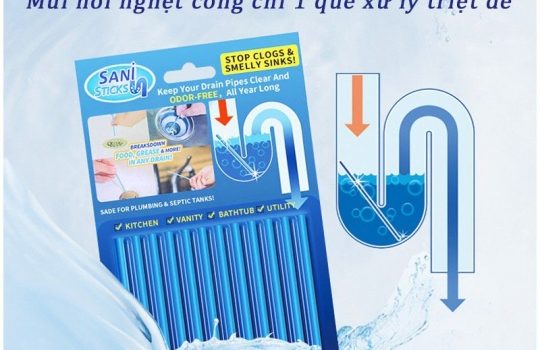 Mùi hôi nghẹt cống chỉ 1 que xử lý triệt để
SANI
STICKS
STOP CLOGS &
SMELLY SINKS!
Keep Your Drain Pipes Clear And
ODOR-FREE, All Year Long
BREAKDOWN
FOOD, GREASE & MORE!
IN ANY DRAIN!
SADE FOR PLUMBING & SEPTIC TANKS!
KITCHEN VANITY BATHTUB UTILITY